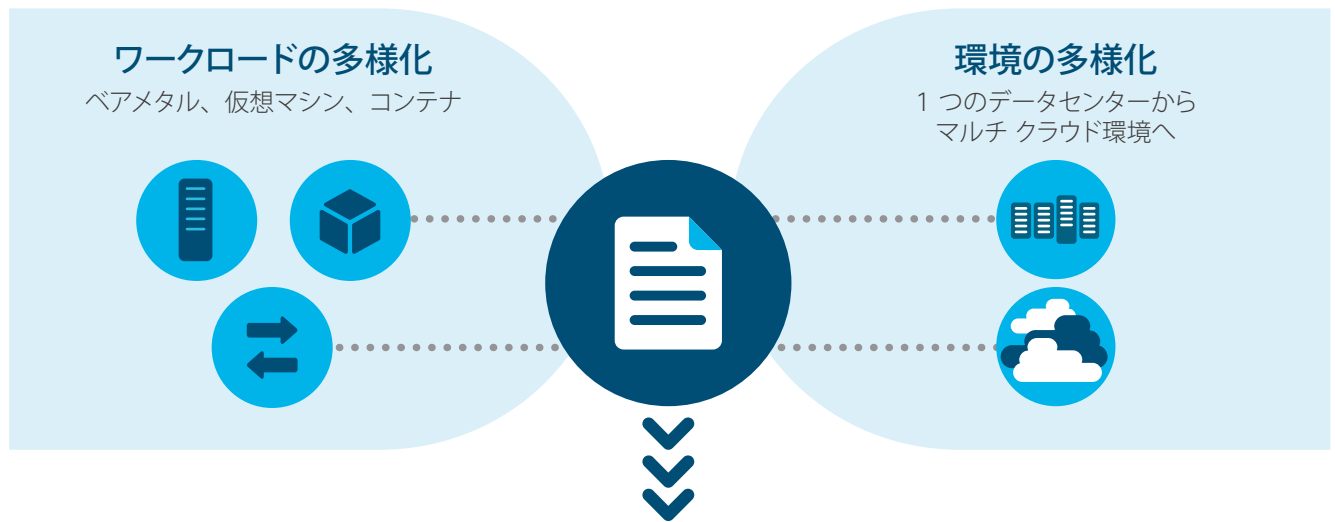 ワークロードの多様化
ベアメタル、仮想マシン、コンテナ
環境の多様化
1 つのデータセンターから
マルチ クラウド環境へ